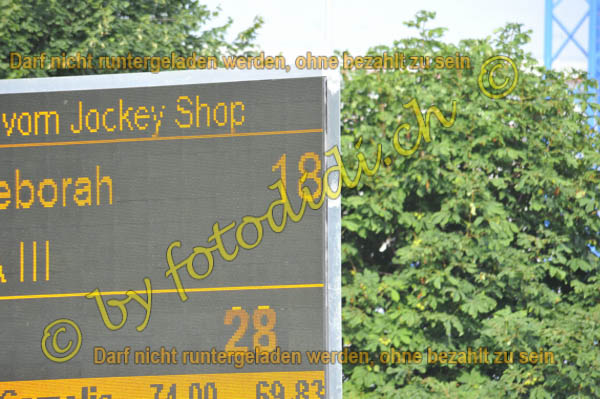 Darf nicht runtergeladen werden, ohne bezahlt zu sein
vom Jockey Shop
eborah 18
III
© by fotodidi.ch ©
28
Darf nicht runtergeladen werden, ohne bezahlt zu sein
74.00 69.83